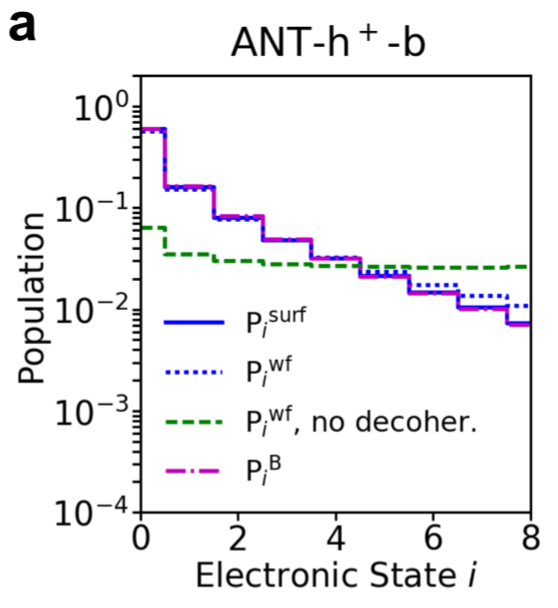 a
ANT-h⁺-b
Population
10⁰
10⁻¹
10⁻²
10⁻³
10⁻⁴
Pᵢˢᵘʳᶠ
Pᵢʷᶠ
Pᵢʷᶠ, no decoher.
Pᵢᴮ
0 2 4 6 8
Electronic State i